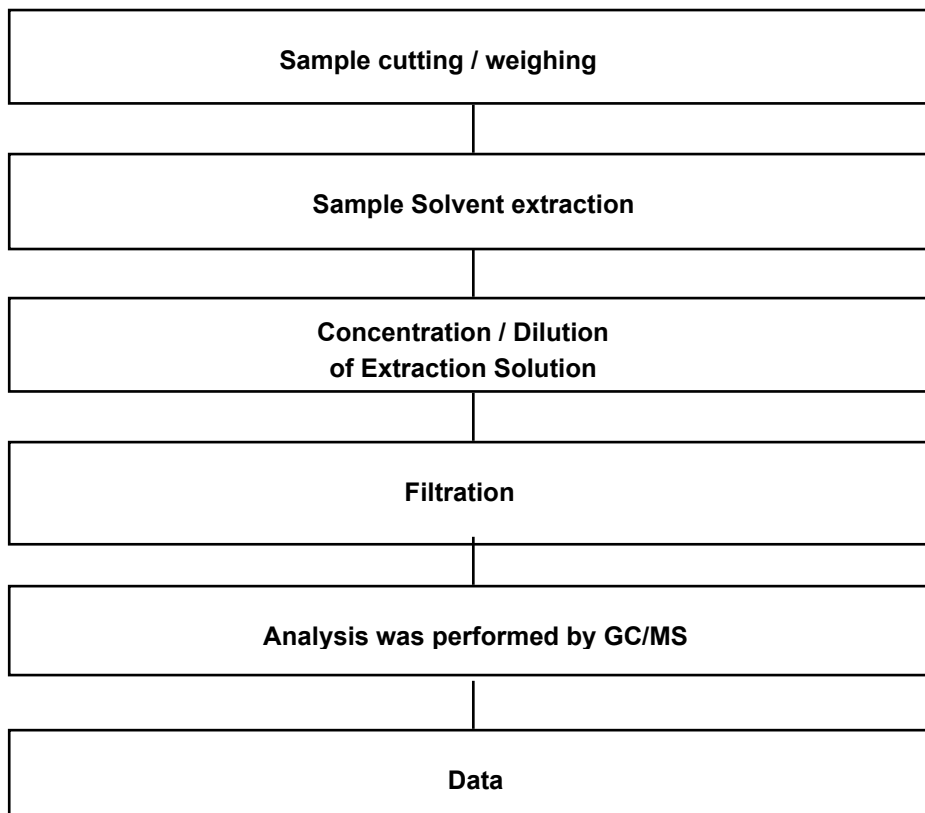 Sample cutting / weighing
Sample Solvent extraction
Concentration / Dilution
of Extraction Solution
Filtration
Analysis was performed by GC/MS
Data